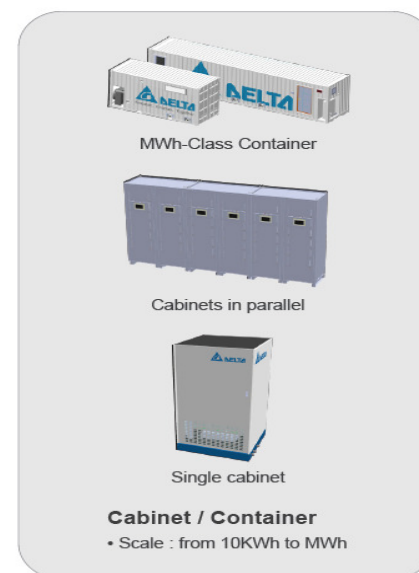 DELTA
DELTA
MWh-Class Container
Cabinets in parallel
DELTA
Single cabinet
Cabinet / Container
• Scale : from 10KWh to MWh